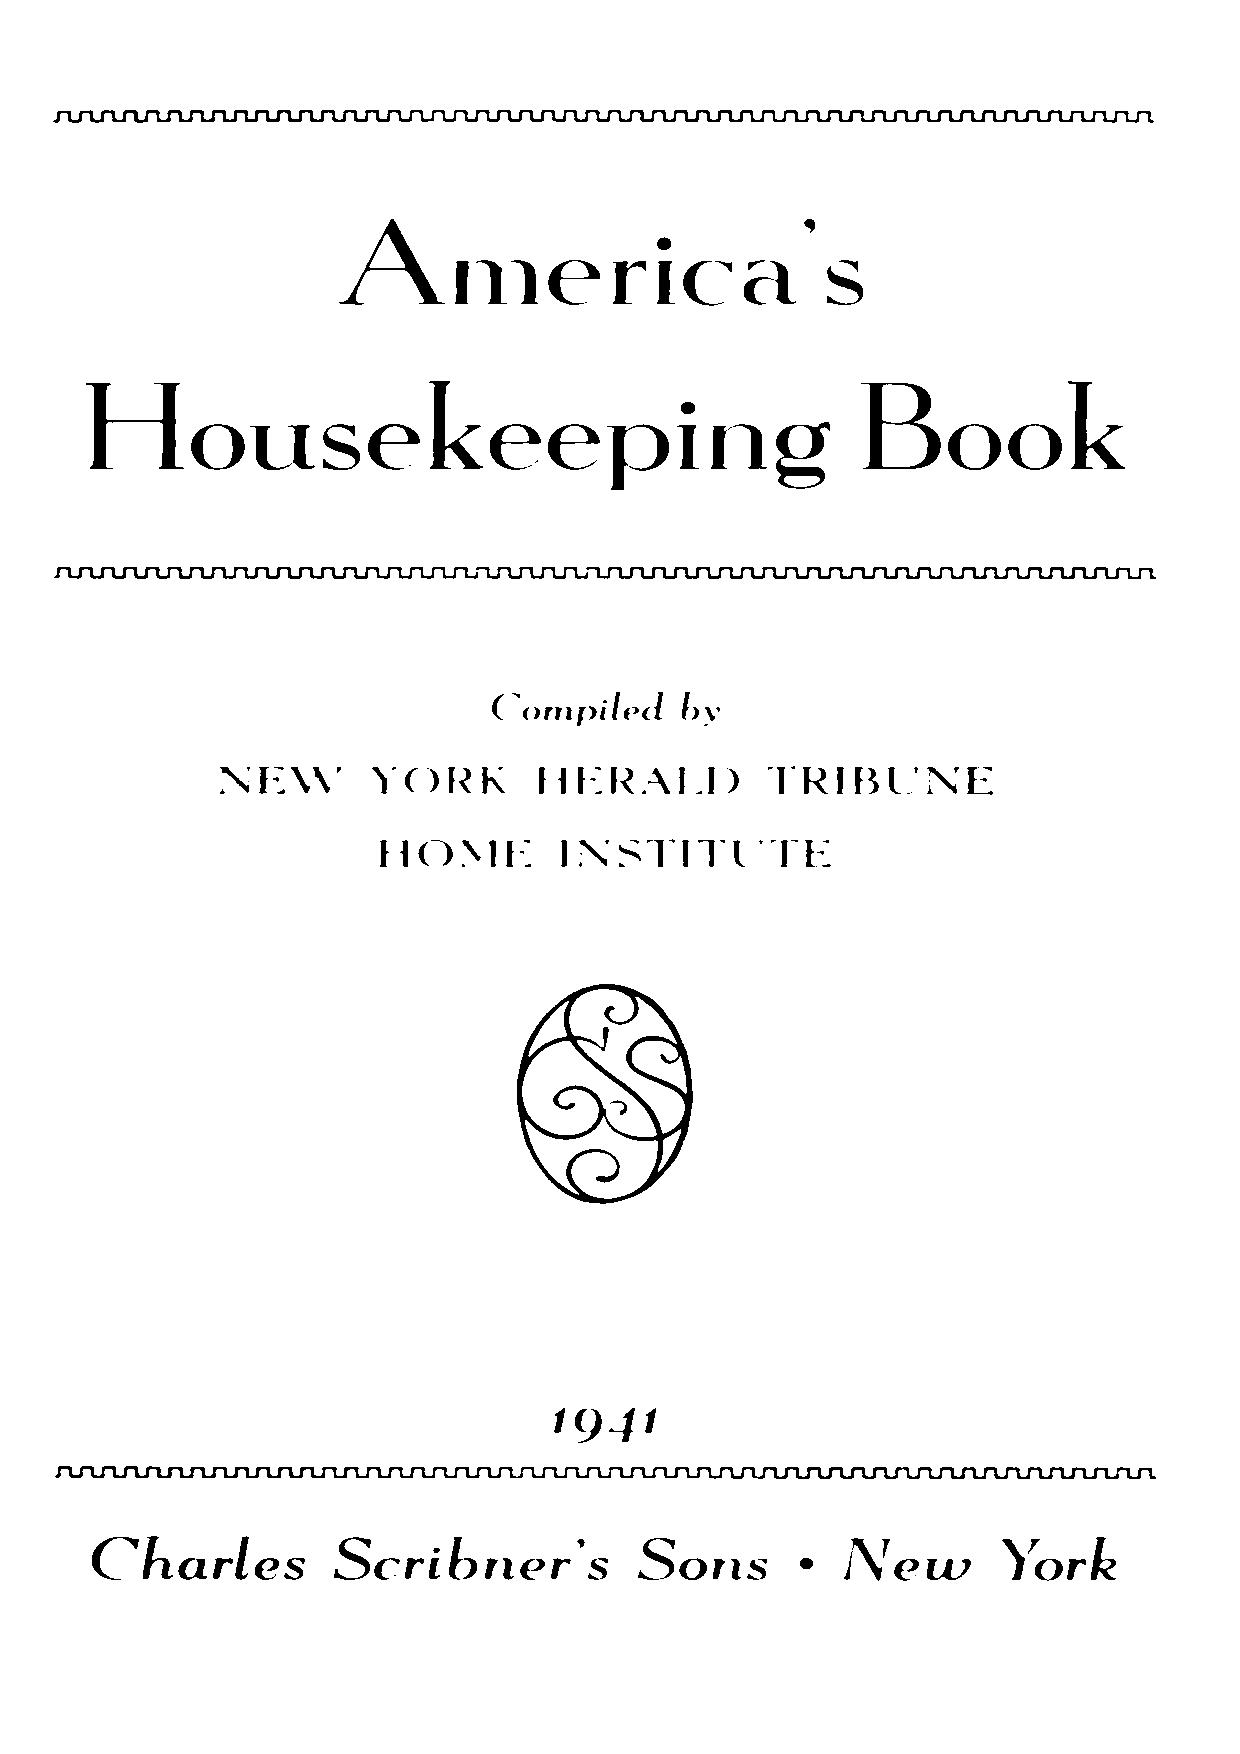 America's
Housekeeping Book
Compiled by
NEW YORK HERALD TRIBUNE
HOME INSTITUTE
1941
Charles Scribner's Sons • New York